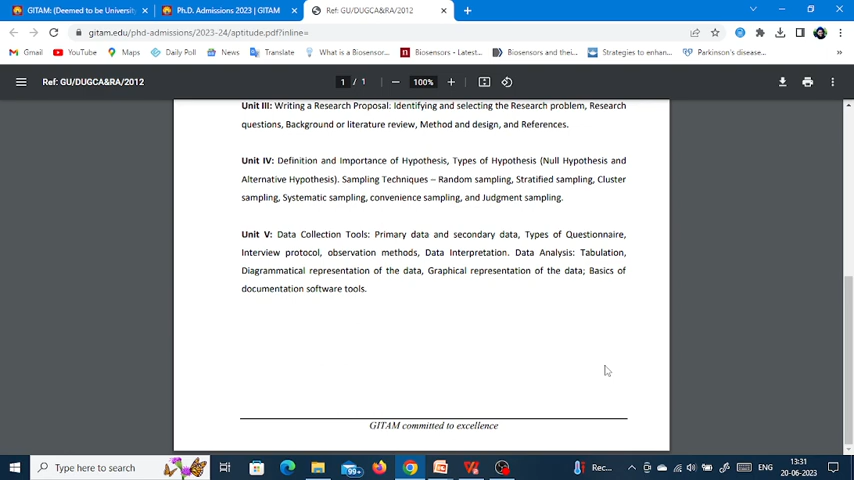 GITAM: (Deemed to be University
Ph.D. Admissions 2023 | GITAM
Ref: GU/DUGCA&RA/2012
gitam.edu/phd-admissions/2023-24/aptitude.pdf?inline=
Gmail YouTube Maps Daily Poll News Translate What is a Biosensor... Biosensors - Latest... Biosensors and thei... Strategies to enhan... Parkinson's disease...
Ref: GU/DUGCA&RA/2012 1 / 1 100%
Unit III: Writing a Research Proposal: Identifying and selecting the Research problem, Research
questions, Background or literature review, Method and design, and References.
Unit IV: Definition and Importance of Hypothesis, Types of Hypothesis (Null Hypothesis and
Alternative Hypothesis). Sampling Techniques – Random sampling, Stratified sampling, Cluster
sampling, Systematic sampling, convenience sampling, and Judgment sampling.
Unit V: Data Collection Tools: Primary data and secondary data, Types of Questionnaire,
Interview protocol, observation methods, Data Interpretation. Data Analysis: Tabulation,
Diagrammatical representation of the data, Graphical representation of the data; Basics of
documentation software tools.
GITAM committed to excellence
Type here to search
99+
Rec...
ENG
13:31
20-06-2023